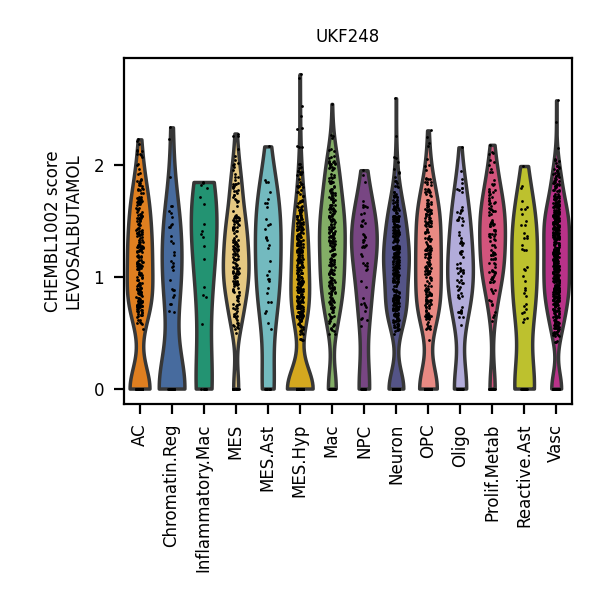 UKF248
CHEMBL1002 score
LEVOSALBUTAMOL
2
1
0
AC
Chromatin.Reg
Inflammatory.Mac
MES
MES.Ast
MES.Hyp
Mac
NPC
Neuron
OPC
Oligo
Prolif.Metab
Reactive.Ast
Vasc